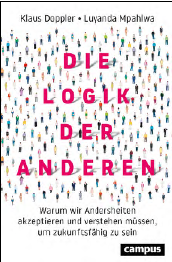 Klaus Doppler • Luyanda Mpahlwa
DIE
LOGIK
DER
ANDEREN
Warum wir Andersheiten
akzeptieren und verstehen müssen,
um zukunftsfähig zu sein
campus